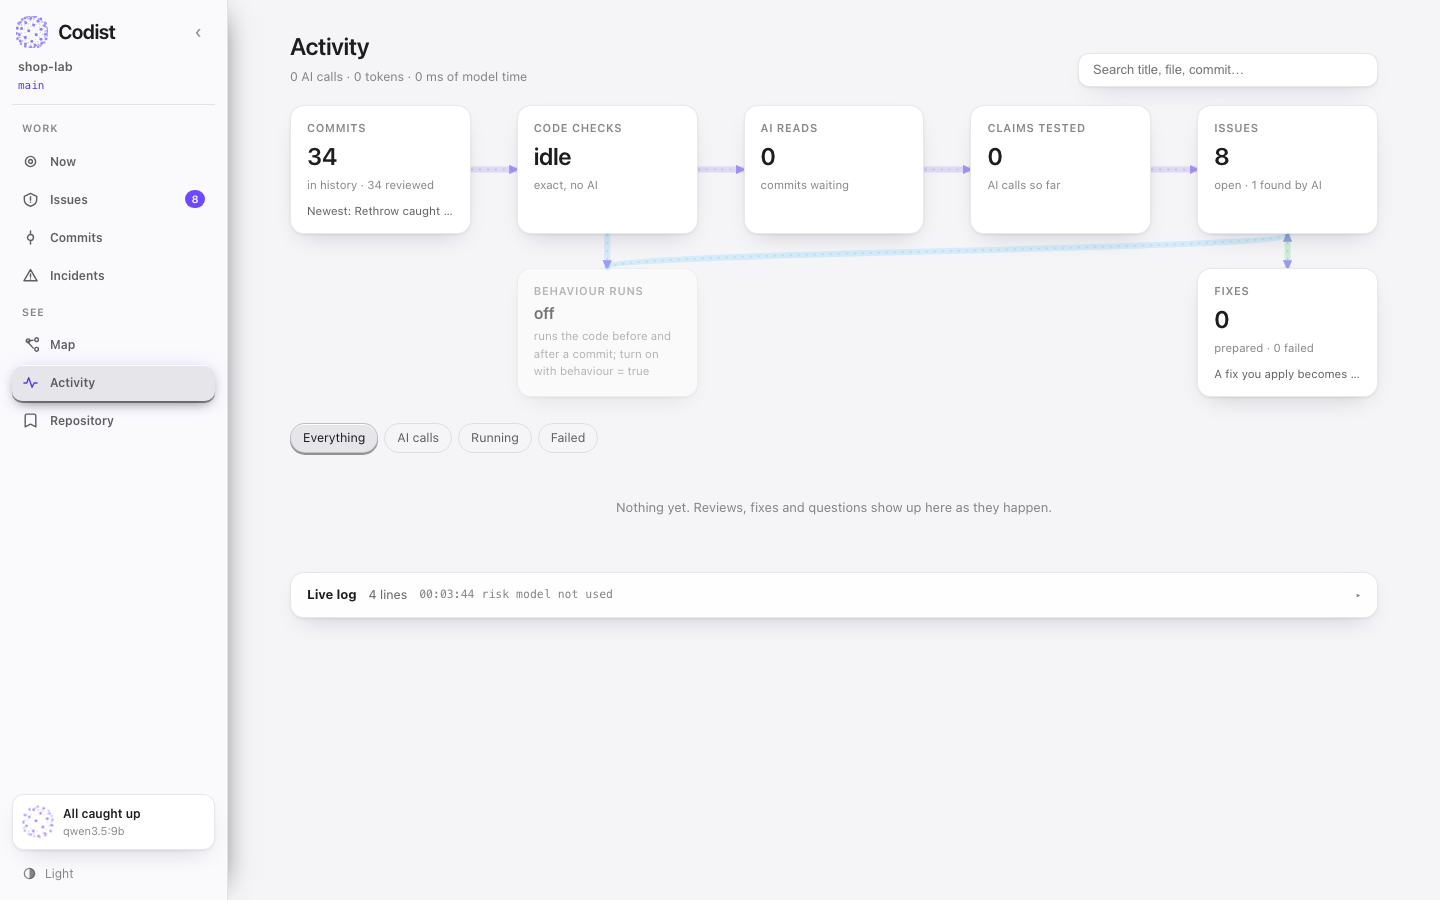 Codist
shop-lab
main
WORK
Now
Issues
8
Commits
Incidents
SEE
Map
Activity
Repository
All caught up
qwen3.5:9b
Light
Activity
0 AI calls · 0 tokens · 0 ms of model time
Search title, file, commit...
COMMITS
34
in history · 34 reviewed
Newest: Rethrow caught ...
CODE CHECKS
idle
exact, no AI
AI READS
0
commits waiting
CLAIMS TESTED
0
AI calls so far
ISSUES
8
open · 1 found by AI
BEHAVIOUR RUNS
off
runs the code before and
after a commit; turn on
with behaviour = true
FIXES
0
prepared · 0 failed
A fix you apply becomes ...
Everything
AI calls
Running
Failed
Nothing yet. Reviews, fixes and questions show up here as they happen.
Live log 4 lines 00:03:44 risk model not used